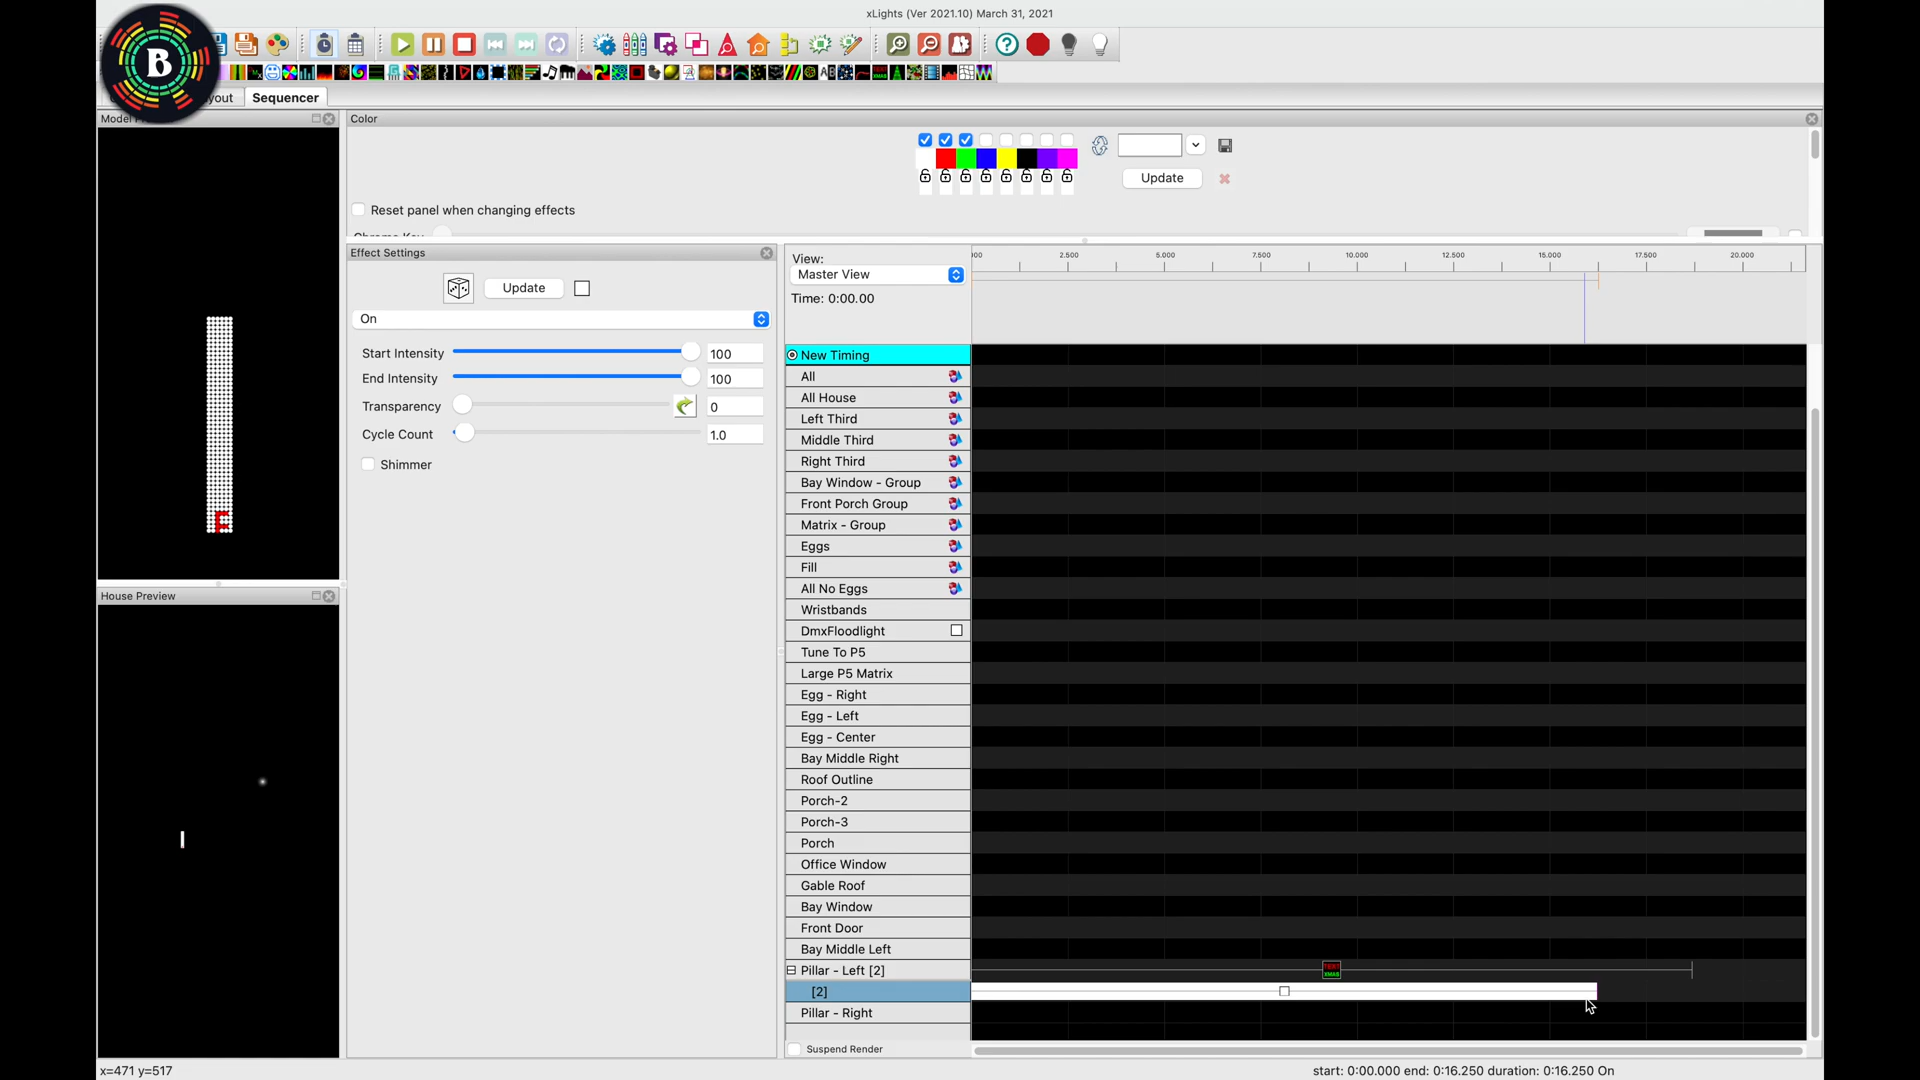 xLights (Ver 2021.10) March 31, 2021
B
Sequencer
Color
Update
Reset panel when changing effects
Effect Settings
Update
On
Start Intensity 100
End Intensity 100
Transparency 0
Cycle Count 1.0
Shimmer
View:
Master View
Time: 0:00.00
2.500 5.000 7.500 10.000 12.500 15.000 17.500 20.000
New Timing
All
All House
Left Third
Middle Third
Right Third
Bay Window - Group
Front Porch Group
Matrix - Group
Eggs
Fill
All No Eggs
Wristbands
DmxFloodlight
Tune To P5
Large P5 Matrix
Egg - Right
Egg - Left
Egg - Center
Bay Middle Right
Roof Outline
Porch-2
Porch-3
Porch
Office Window
Gable Roof
Bay Window
Front Door
Bay Middle Left
Pillar - Left [2]
[2]
Pillar - Right
Suspend Render
E
House Preview
x=471 y=517
start: 0:00.000 end: 0:16.250 duration: 0:16.250 On